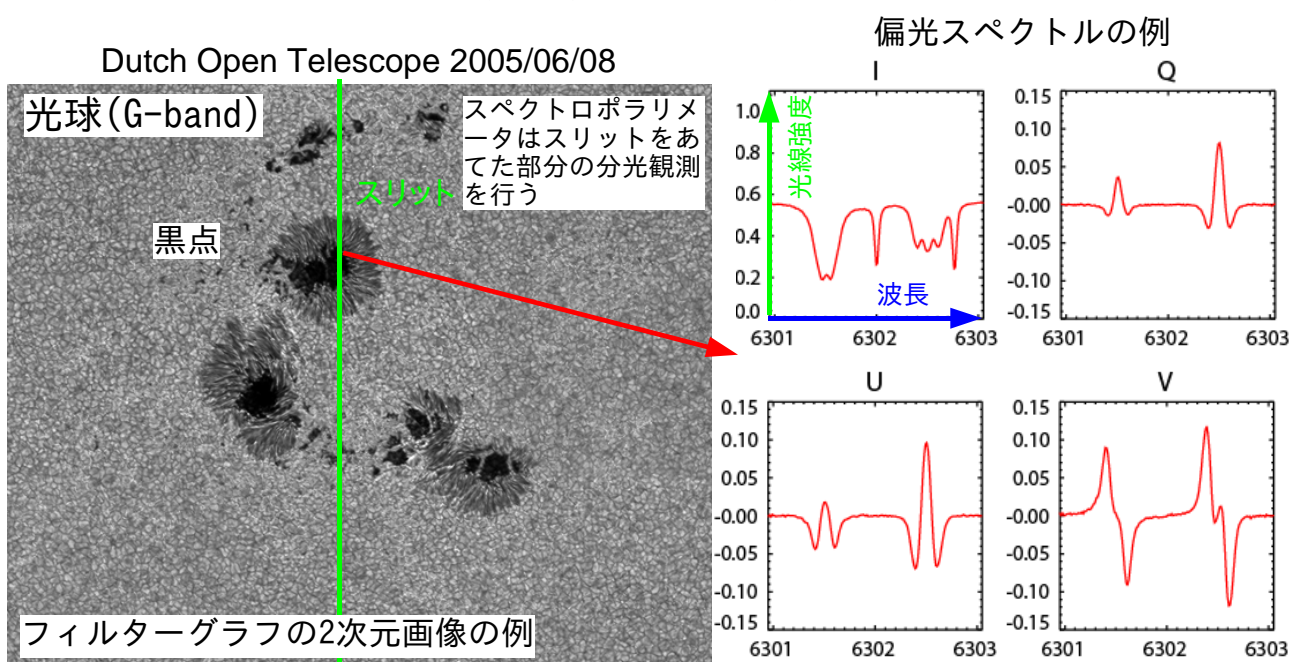 Dutch Open Telescope 2005/06/08
光球(G-band)
スペクトロポラリメ
ータはスリットをあ
てた部分の分光観測
を行う
スリット
黒点
フィルターグラフの2次元画像の例
偏光スペクトルの例
I
1.0
0.8
0.6
0.4
0.2
0.0
光線強度
波長
6301 6302 6303
Q
0.15
0.10
0.05
-0.00
-0.05
-0.10
-0.15
6301 6302 6303
U
0.15
0.10
0.05
-0.00
-0.05
-0.10
-0.15
6301 6302 6303
V
0.15
0.10
0.05
-0.00
-0.05
-0.10
-0.15
6301 6302 6303